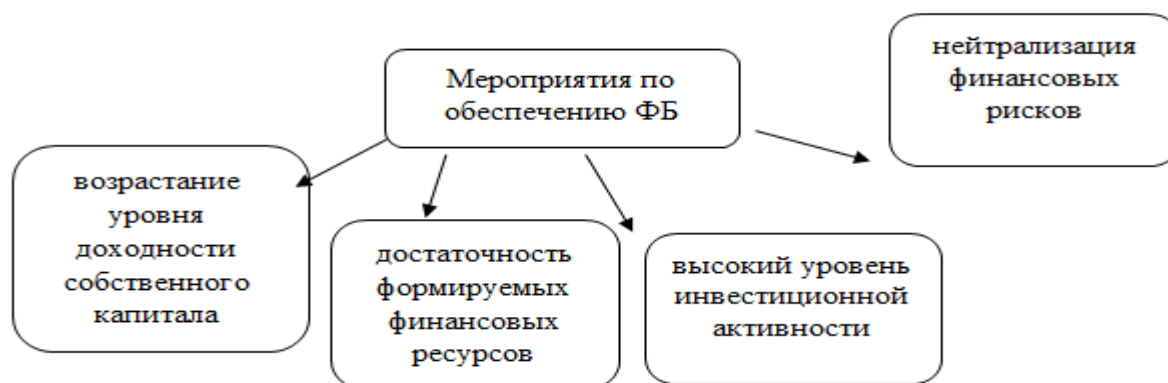 Мероприятия по
обеспечению ФБ
нейтрализация
финансовых
рисков
возрастание
уровня
доходности
собственного
капитала
достаточность
формируемых
финансовых
ресурсов
высокий уровень
инвестиционной
активности